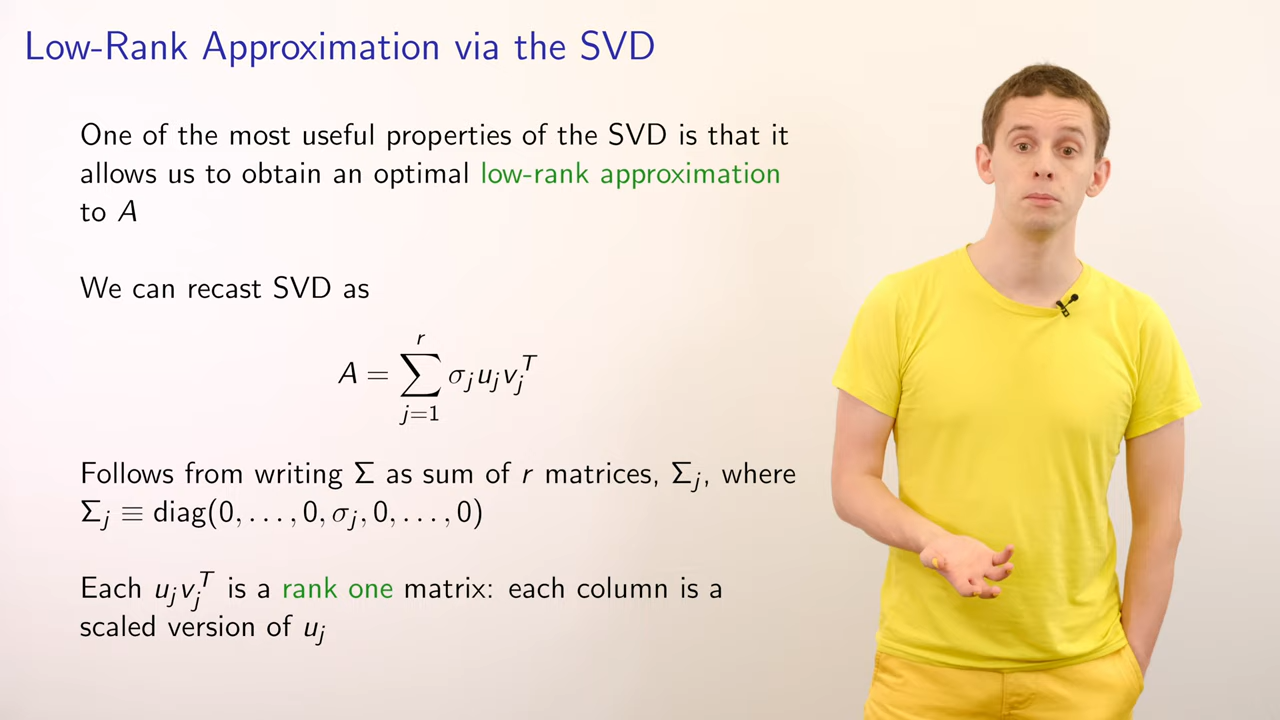 Low-Rank Approximation via the SVD
One of the most useful properties of the SVD is that it
allows us to obtain an optimal low-rank approximation
to A
We can recast SVD as
A = ∑_{j=1}^{r} σ_j u_j v_j^T
Follows from writing Σ as sum of r matrices, Σ_j, where
Σ_j ≡ diag(0, . . . , 0, σ_j, 0, . . . , 0)
Each u_j v_j^T is a rank one matrix: each column is a
scaled version of u_j